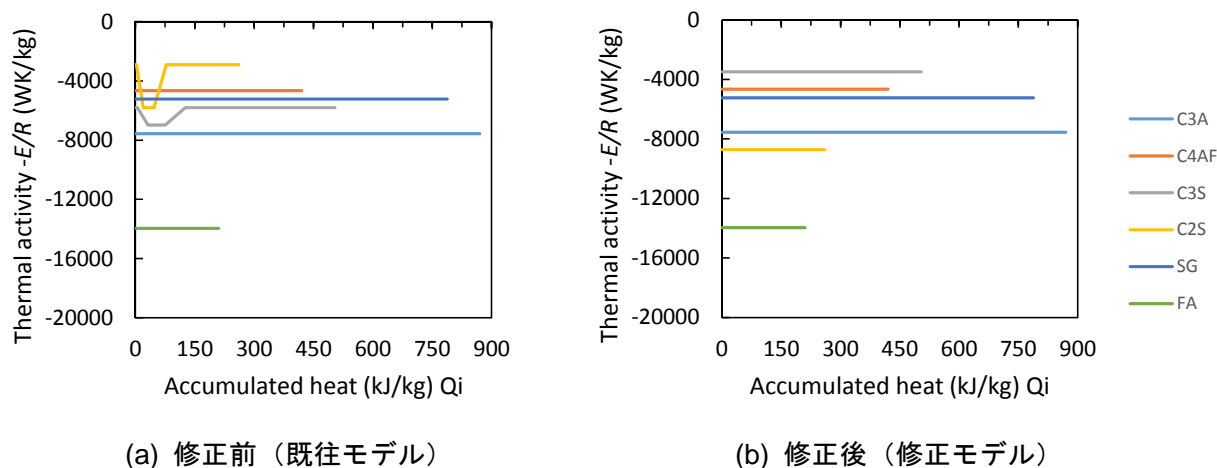 Thermal activity -E/R (WK/kg)
0
-4000
-8000
-12000
-16000
-20000
0 150 300 450 600 750 900
Accumulated heat (kJ/kg) Qi
(a) 修正前（既往モデル）
Thermal activity -E/R (WK/kg)
0
-4000
-8000
-12000
-16000
-20000
0 150 300 450 600 750 900
Accumulated heat (kJ/kg) Qi
(b) 修正後（修正モデル）
C3A
C4AF
C3S
C2S
SG
FA